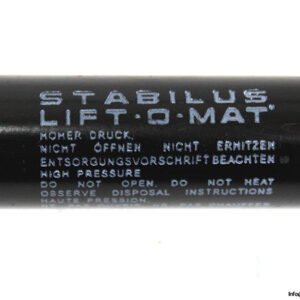 STABILUS
LIFT-O-MAT
HOHER DRUCK,
NICHT ÖFFNEN NICHT ERHITZEN
ENTSORGUNGSVORSCHRIFT BEACHTEN
HIGH PRESSURE
DO NOT OPEN, DO NOT HEAT
OBSERVE DISPOSAL INSTRUCTIONS
HAUTE PRESSION.